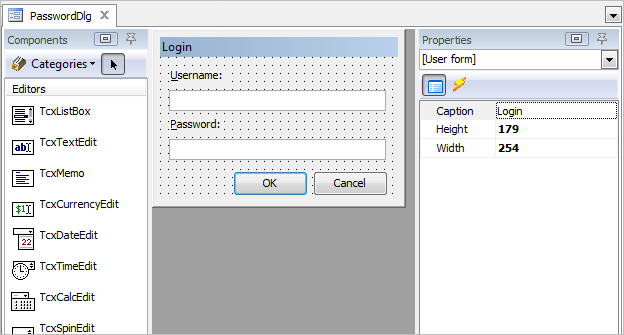 PasswordDlg
Components
Categories
Editors
TcxListBox
TcxTextEdit
TcxMemo
TcxCurrencyEdit
TcxDateEdit
TcxTimeEdit
TcxCalcEdit
TcxSpinEdit
Login
Username:
Password:
OK
Cancel
Properties
[User form]
Caption Login
Height 179
Width 254